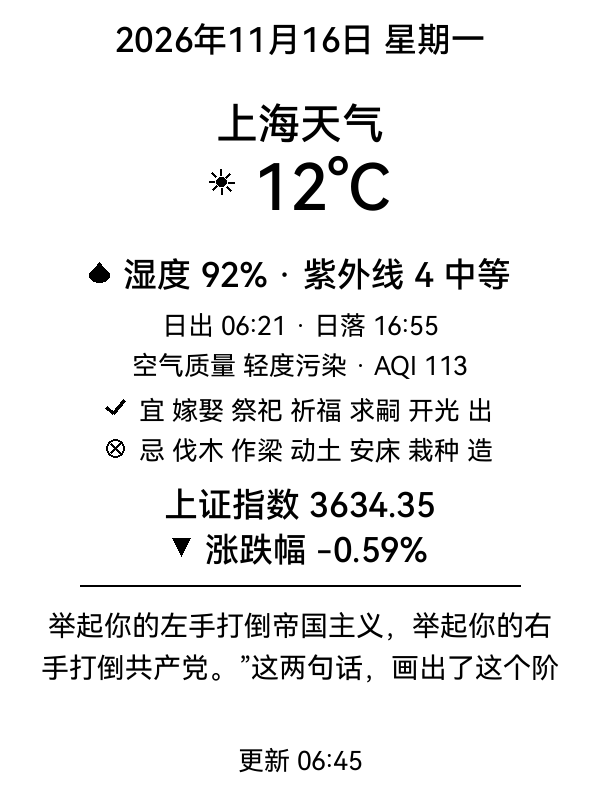 2026年11月16日 星期一
上海天气
12°C
湿度 92% · 紫外线 4 中等
日出 06:21 · 日落 16:55
空气质量 轻度污染 · AQI 113
宜 嫁娶 祭祀 祈福 求嗣 开光 出
忌 伐木 作梁 动土 安床 栽种 造
上证指数 3634.35
▼ 涨跌幅 -0.59%
举起你的左手打倒帝国主义，举起你的右
手打倒共产党。”这两句话，画出了这个阶
更新 06:45